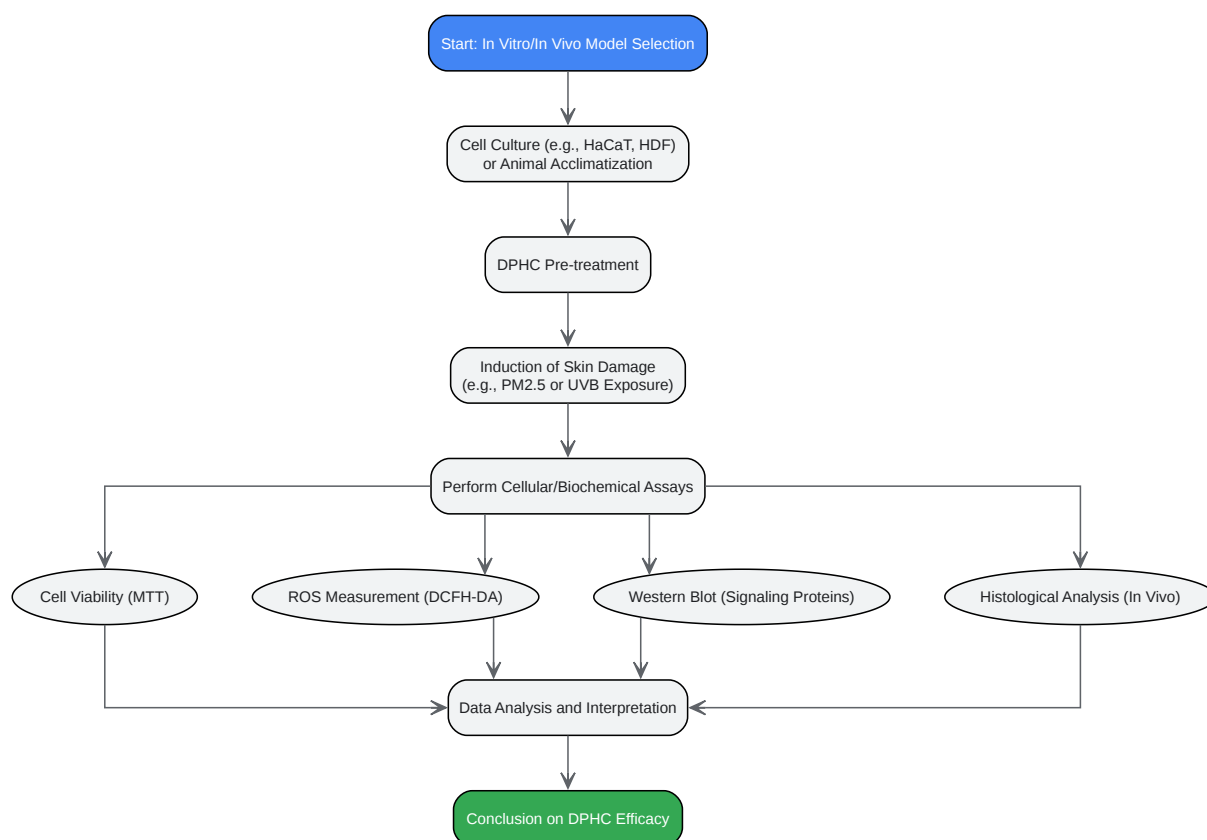 Start: In Vitro/In Vivo Model Selection
Cell Culture (e.g., HaCaT, HDF)
or Animal Acclimatization
DPHC Pre-treatment
Induction of Skin Damage
(e.g., PM2.5 or UVB Exposure)
Perform Cellular/Biochemical Assays
Cell Viability (MTT)
ROS Measurement (DCFH-DA)
Western Blot (Signaling Proteins)
Histological Analysis (In Vivo)
Data Analysis and Interpretation
Conclusion on DPHC Efficacy